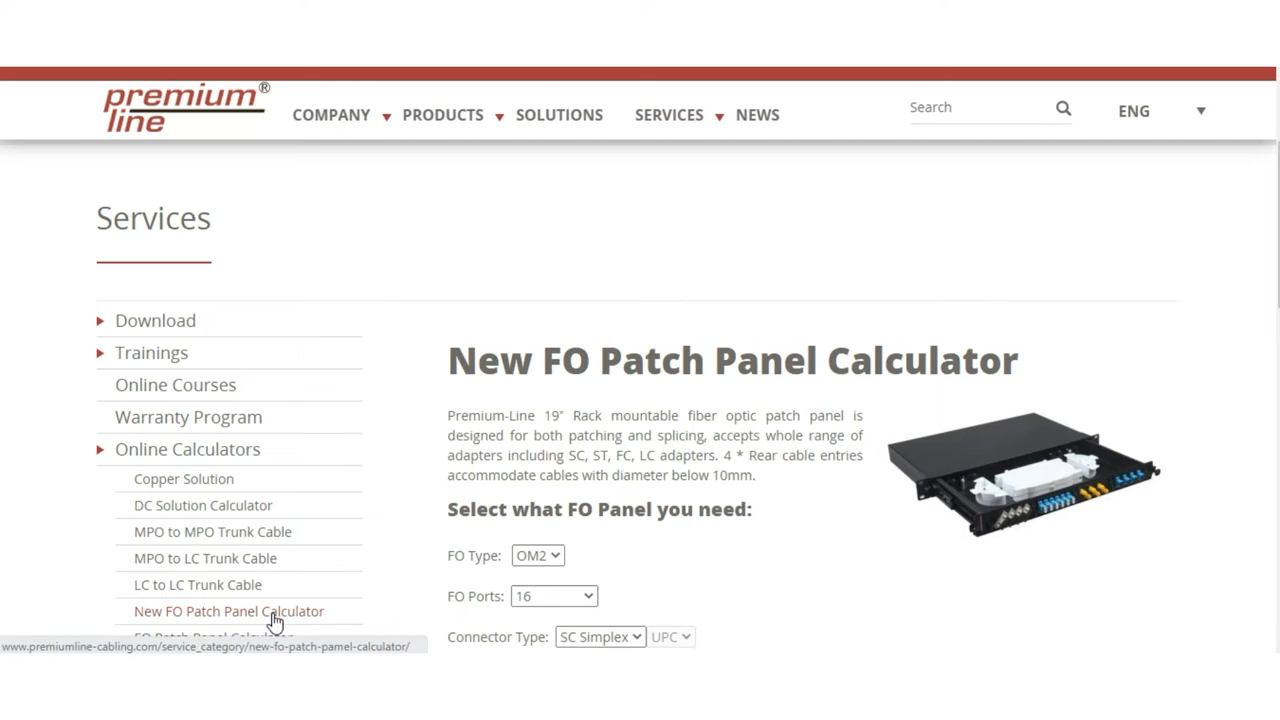 premium®
line
COMPANY PRODUCTS SOLUTIONS SERVICES NEWS
Search
ENG
Services
Download
Trainings
Online Courses
Warranty Program
Online Calculators
Copper Solution
DC Solution Calculator
MPO to MPO Trunk Cable
MPO to LC Trunk Cable
LC to LC Trunk Cable
New FO Patch Panel Calculator
FO Patch Panel Calculator
www.premiumline-cabling.com/service_category/new-fo-patch-pamel-calculator/
New FO Patch Panel Calculator
Premium-Line 19″ Rack mountable fiber optic patch panel is
designed for both patching and splicing, accepts whole range of
adapters including SC, ST, FC, LC adapters. 4 * Rear cable entries
accommodate cables with diameter below 10mm.
Select what FO Panel you need:
FO Type: OM2
FO Ports: 16
Connector Type: SC Simplex UPC